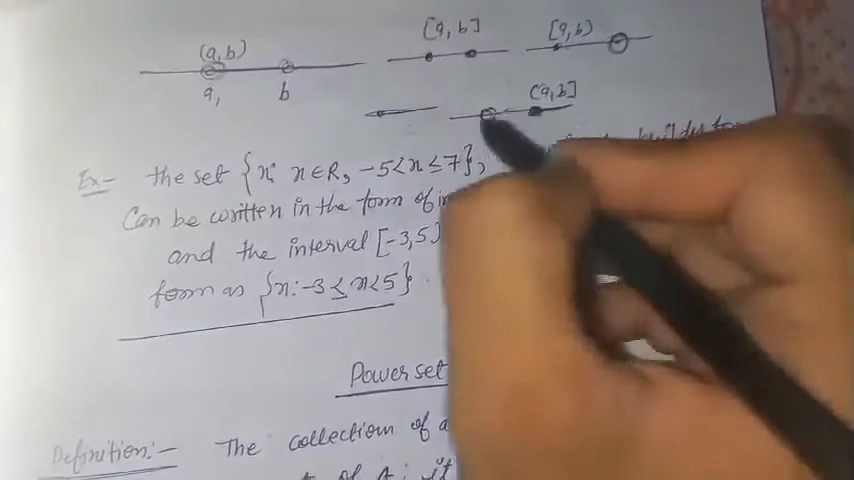 (a,b) [a,b] [a,b)
a, b
(a,b]
Ex- the set {x: x∈R, -5<x≤7},
Can be written in the form of
and the interval [-3,5)
form as {x: -3≤x<5}
Power set
Definition:- The collection of
of A